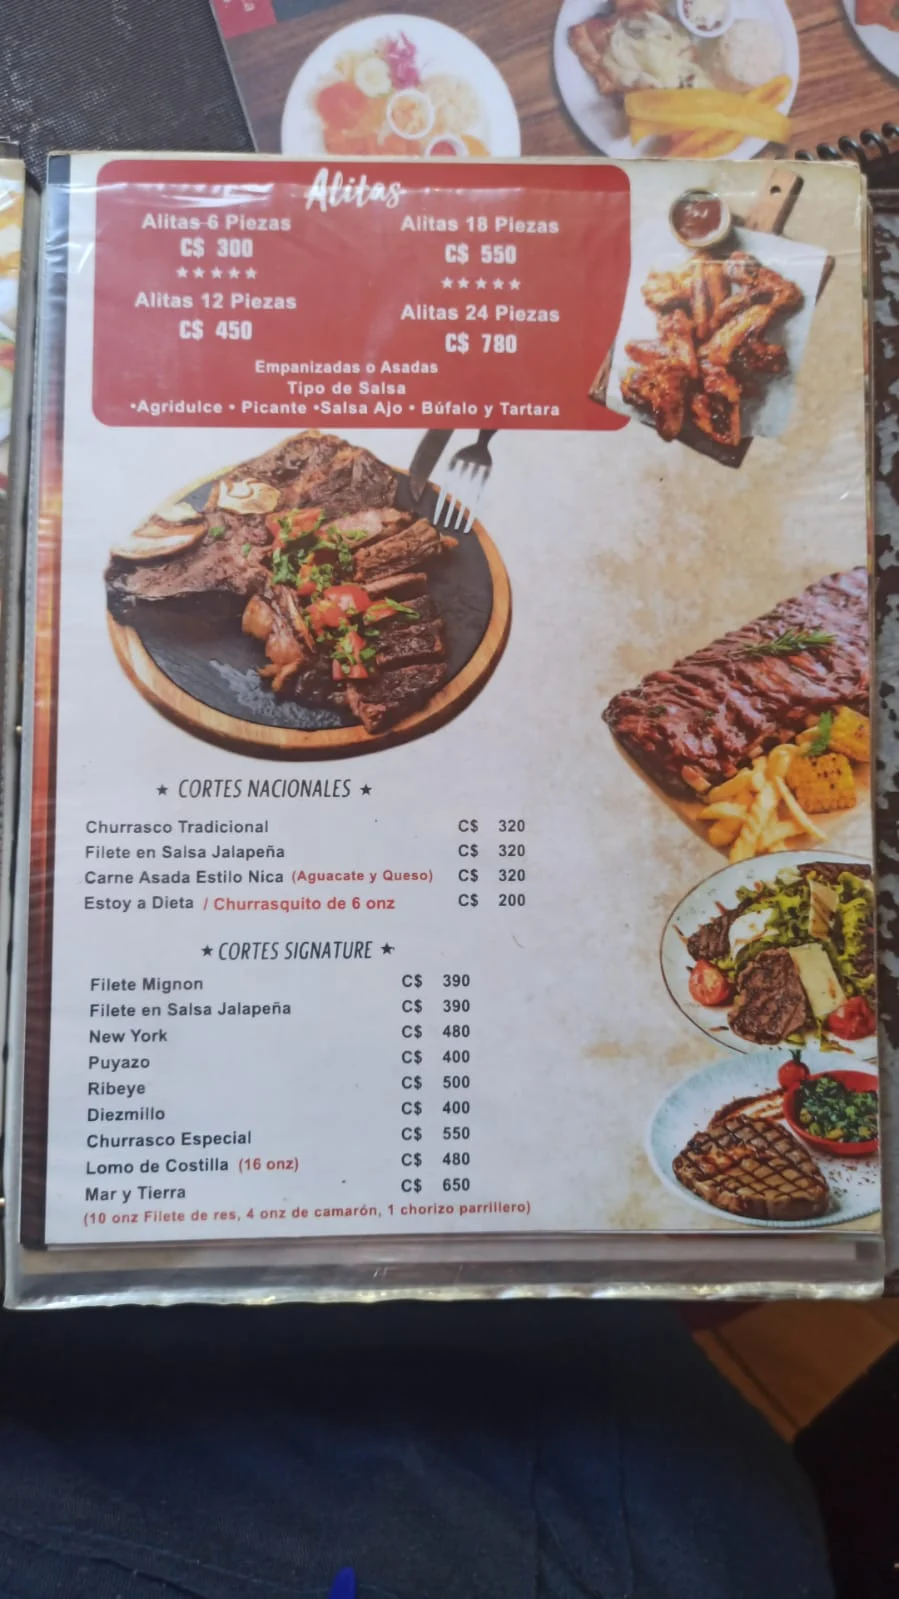 Alitas
Alitas 6 Piezas
C$ 300
★★★★★
Alitas 12 Piezas
C$ 450
Alitas 18 Piezas
C$ 550
★★★★★
Alitas 24 Piezas
C$ 780
Empanizadas o Asadas
Tipo de Salsa
•Agridulce • Picante •Salsa Ajo • Búfalo y Tartara
★ CORTES NACIONALES ★
Churrasco Tradicional C$ 320
Filete en Salsa Jalapeña C$ 320
Carne Asada Estilo Nica (Aguacate y Queso) C$ 320
Estoy a Dieta / Churrasquito de 6 onz C$ 200
★ CORTES SIGNATURE ★
Filete Mignon C$ 390
Filete en Salsa Jalapeña C$ 390
New York C$ 480
Puyazo C$ 400
Ribeye C$ 500
Diezmillo C$ 400
Churrasco Especial C$ 550
Lomo de Costilla (16 onz) C$ 480
Mar y Tierra C$ 650
(10 onz Filete de res, 4 onz de camarón, 1 chorizo parrillero)